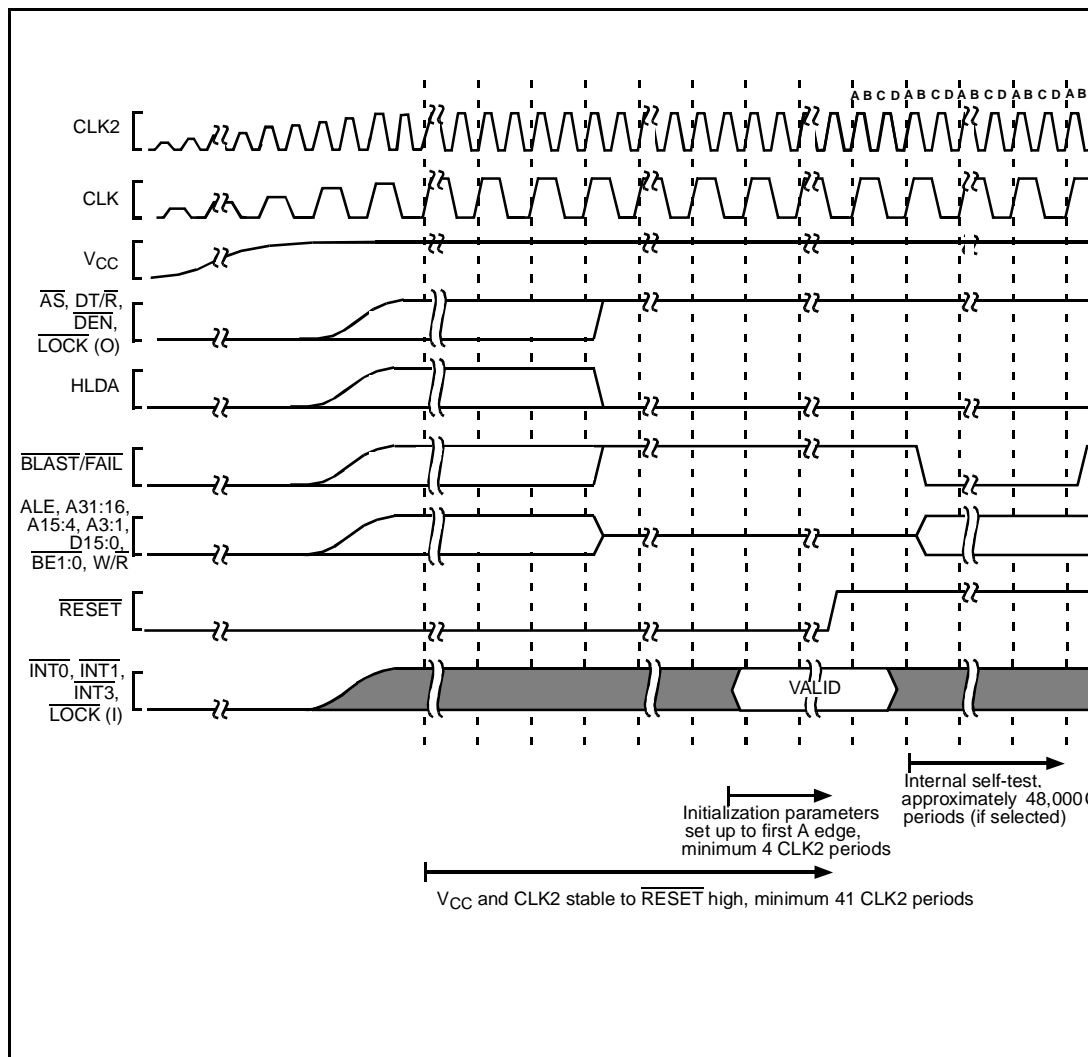 A B C D A B C D A B C D A B C D A B
CLK2
CLK
VCC
AS, DT/R,
DEN,
LOCK (O)
HLDA
BLAST/FAIL
ALE, A31:16,
A15:4, A3:1,
D15:0,
BE1:0, W/R
RESET
INT0, INT1,
INT3,
LOCK (I)
VALID
Internal self-test,
approximately 48,000
periods (if selected)
Initialization parameters
set up to first A edge,
minimum 4 CLK2 periods
VCC and CLK2 stable to RESET high, minimum 41 CLK2 periods